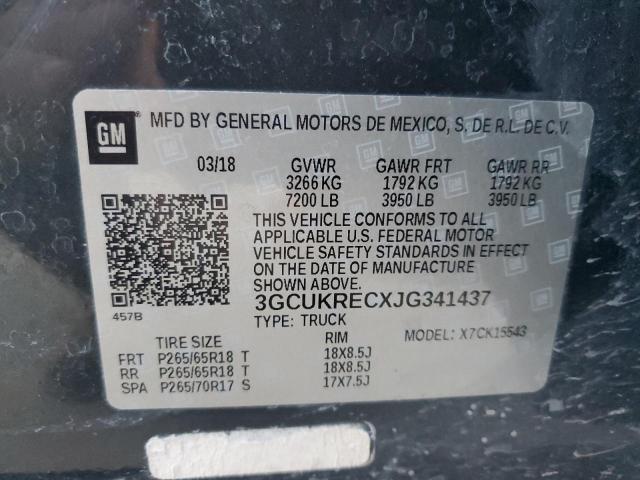 GM
MFD BY GENERAL MOTORS DE MEXICO, S. DE R.L. DE C.V.
03/18 GVWR GAWR FRT GAWR RR
3266 KG 1792 KG 1792 KG
7200 LB 3950 LB 3950 LB
THIS VEHICLE CONFORMS TO ALL
APPLICABLE U.S. FEDERAL MOTOR
VEHICLE SAFETY STANDARDS IN EFFECT
ON THE DATE OF MANUFACTURE
3GCUKRECXJG341437
457B
TYPE: TRUCK MODEL: X7CK15543
TIRE SIZE RIM
FRT P265/65R18 T 18X8.5J
RR P265/65R18 T 18X8.5J
SPA P265/70R17 S 17X7.5J